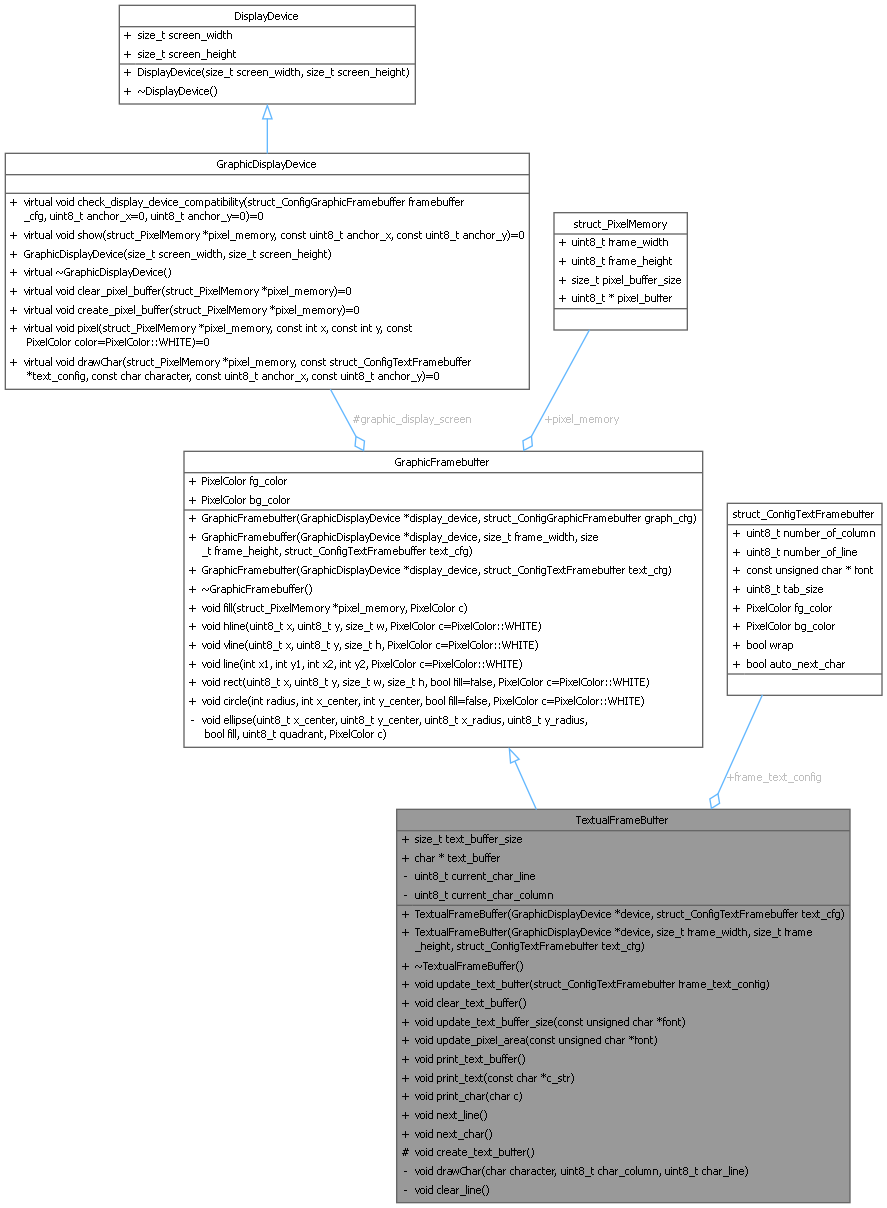 DisplayDevice
+ size_t screen_width
+ size_t screen_height
+ DisplayDevice(size_t screen_width, size_t screen_height)
+ ~DisplayDevice()
GraphicDisplayDevice
+ virtual void check_display_device_compatibility(struct_ConfigGraphicFramebuffer framebuffer
_cfg, uint8_t anchor_x=0, uint8_t anchor_y=0)=0
+ virtual void show(struct_PixelMemory *pixel_memory, const uint8_t anchor_x, const uint8_t anchor_y)=0
+ GraphicDisplayDevice(size_t screen_width, size_t screen_height)
+ virtual ~GraphicDisplayDevice()
+ virtual void clear_pixel_buffer(struct_PixelMemory *pixel_memory)=0
+ virtual void create_pixel_buffer(struct_PixelMemory *pixel_memory)=0
+ virtual void pixel(struct_PixelMemory *pixel_memory, const int x, const int y, const
PixelColor color=PixelColor::WHITE)=0
+ virtual void drawChar(struct_PixelMemory *pixel_memory, const struct_ConfigTextFramebuffer
*text_config, const char character, const uint8_t anchor_x, const uint8_t anchor_y)=0
struct_PixelMemory
+ uint8_t frame_width
+ uint8_t frame_height
+ size_t pixel_buffer_size
+ uint8_t * pixel_buffer
#graphic_display_screen
+pixel_memory
GraphicFramebuffer
+ PixelColor fg_color
+ PixelColor bg_color
+ GraphicFramebuffer(GraphicDisplayDevice *display_device, struct_ConfigGraphicFramebuffer graph_cfg)
+ GraphicFramebuffer(GraphicDisplayDevice *display_device, size_t frame_width, size
_t frame_height, struct_ConfigTextFramebuffer text_cfg)
+ GraphicFramebuffer(GraphicDisplayDevice *display_device, struct_ConfigTextFramebuffer text_cfg)
+ ~GraphicFramebuffer()
+ void fill(struct_PixelMemory *pixel_memory, PixelColor c)
+ void hline(uint8_t x, uint8_t y, size_t w, PixelColor c=PixelColor::WHITE)
+ void vline(uint8_t x, uint8_t y, size_t h, PixelColor c=PixelColor::WHITE)
+ void line(int x1, int y1, int x2, int y2, PixelColor c=PixelColor::WHITE)
+ void rect(uint8_t x, uint8_t y, size_t w, size_t h, bool fill=false, PixelColor c=PixelColor::WHITE)
+ void circle(int radius, int x_center, int y_center, bool fill=false, PixelColor c=PixelColor::WHITE)
- void ellipse(uint8_t x_center, uint8_t y_center, uint8_t x_radius, uint8_t y_radius,
bool fill, uint8_t quadrant, PixelColor c)
struct_ConfigTextFramebuffer
+ uint8_t number_of_column
+ uint8_t number_of_line
+ const unsigned char * font
+ uint8_t tab_size
+ PixelColor fg_color
+ PixelColor bg_color
+ bool wrap
+ bool auto_next_char
+frame_text_config
TextualFrameBuffer
+ size_t text_buffer_size
+ char * text_buffer
- uint8_t current_char_line
- uint8_t current_char_column
+ TextualFrameBuffer(GraphicDisplayDevice *device, struct_ConfigTextFramebuffer text_cfg)
+ TextualFrameBuffer(GraphicDisplayDevice *device, size_t frame_width, size_t frame
_height, struct_ConfigTextFramebuffer text_cfg)
+ ~TextualFrameBuffer()
+ void update_text_buffer(struct_ConfigTextFramebuffer frame_text_config)
+ void clear_text_buffer()
+ void update_text_buffer_size(const unsigned char *font)
+ void update_pixel_area(const unsigned char *font)
+ void print_text_buffer()
+ void print_text(const char *c_str)
+ void print_char(char c)
+ void next_line()
+ void next_char()
# void create_text_buffer()
- void drawChar(char character, uint8_t char_column, uint8_t char_line)
- void clear_line()